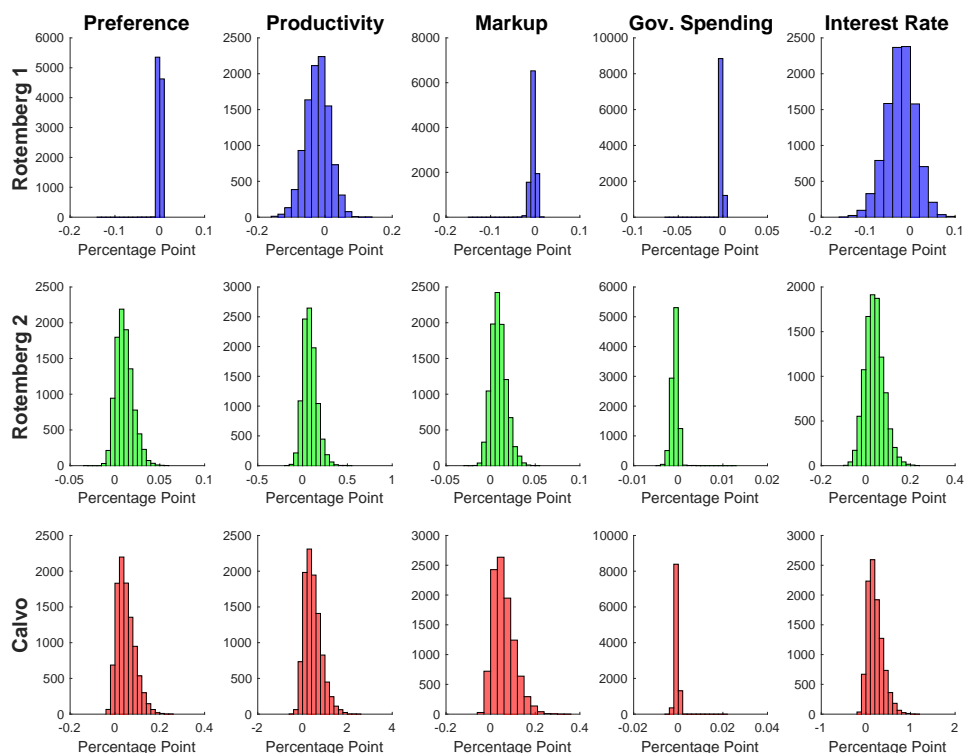 Preference Productivity Markup Gov. Spending Interest Rate
Rotemberg 1
6000 5000 4000 3000 2000 1000 0
-0.2 -0.1 0 0.1
Percentage Point
2500 2000 1500 1000 500 0
-0.2 0 0.2
Percentage Point
8000 6000 4000 2000 0
-0.2 -0.1 0 0.1
Percentage Point
10000 8000 6000 4000 2000 0
-0.1 -0.05 0 0.05
Percentage Point
2500 2000 1500 1000 500 0
-0.2 -0.1 0 0.1
Percentage Point
Rotemberg 2
2500 2000 1500 1000 500 0
-0.05 0 0.05 0.1
Percentage Point
3000 2500 2000 1500 1000 500 0
-0.5 0 0.5 1
Percentage Point
2500 2000 1500 1000 500 0
-0.05 0 0.05 0.1
Percentage Point
6000 5000 4000 3000 2000 1000 0
-0.01 0 0.01 0.02
Percentage Point
2000 1500 1000 500 0
-0.2 0 0.2 0.4
Percentage Point
Calvo
2500 2000 1500 1000 500 0
-0.2 0 0.2 0.4
Percentage Point
2500 2000 1500 1000 500 0
-2 0 2 4
Percentage Point
3000 2500 2000 1500 1000 500 0
-0.2 0 0.2 0.4
Percentage Point
10000 8000 6000 4000 2000 0
-0.02 0 0.02 0.04
Percentage Point
3000 2500 2000 1500 1000 500 0
-1 0 1 2
Percentage Point